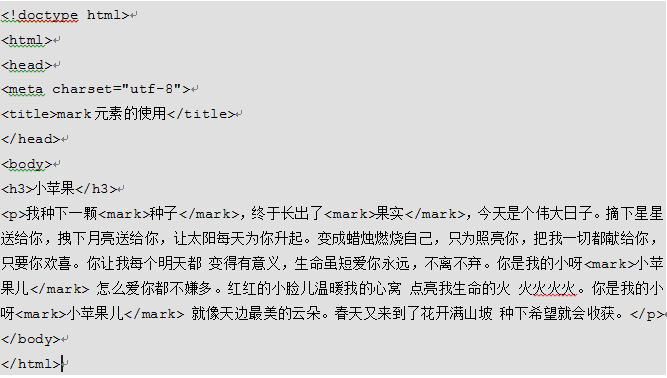 <!doctype html>
<html>
<head>
<meta charset="utf-8">
<title>mark元素的使用</title>
</head>
<body>
<h3>小苹果</h3>
<p>我种下一颗<mark>种子</mark>，终于长出了<mark>果实</mark>，今天是个伟大日子。摘下星星
送给你，拽下月亮送给你，让太阳每天为你升起。变成蜡烛燃烧自己，只为照亮你，把我一切都献给你，
只要你欢喜。你让我每个明天都 变得有意义，生命虽短爱你永远，不离不弃。你是我的小呀<mark>小苹
果儿</mark> 怎么爱你都不嫌多。红红的小脸儿温暖我的心窝 点亮我生命的火 火火火火。你是我的小
呀<mark>小苹果儿</mark> 就像天边最美的云朵。春天又来到了花开满山坡 种下希望就会收获。</p>
</body>
</html>